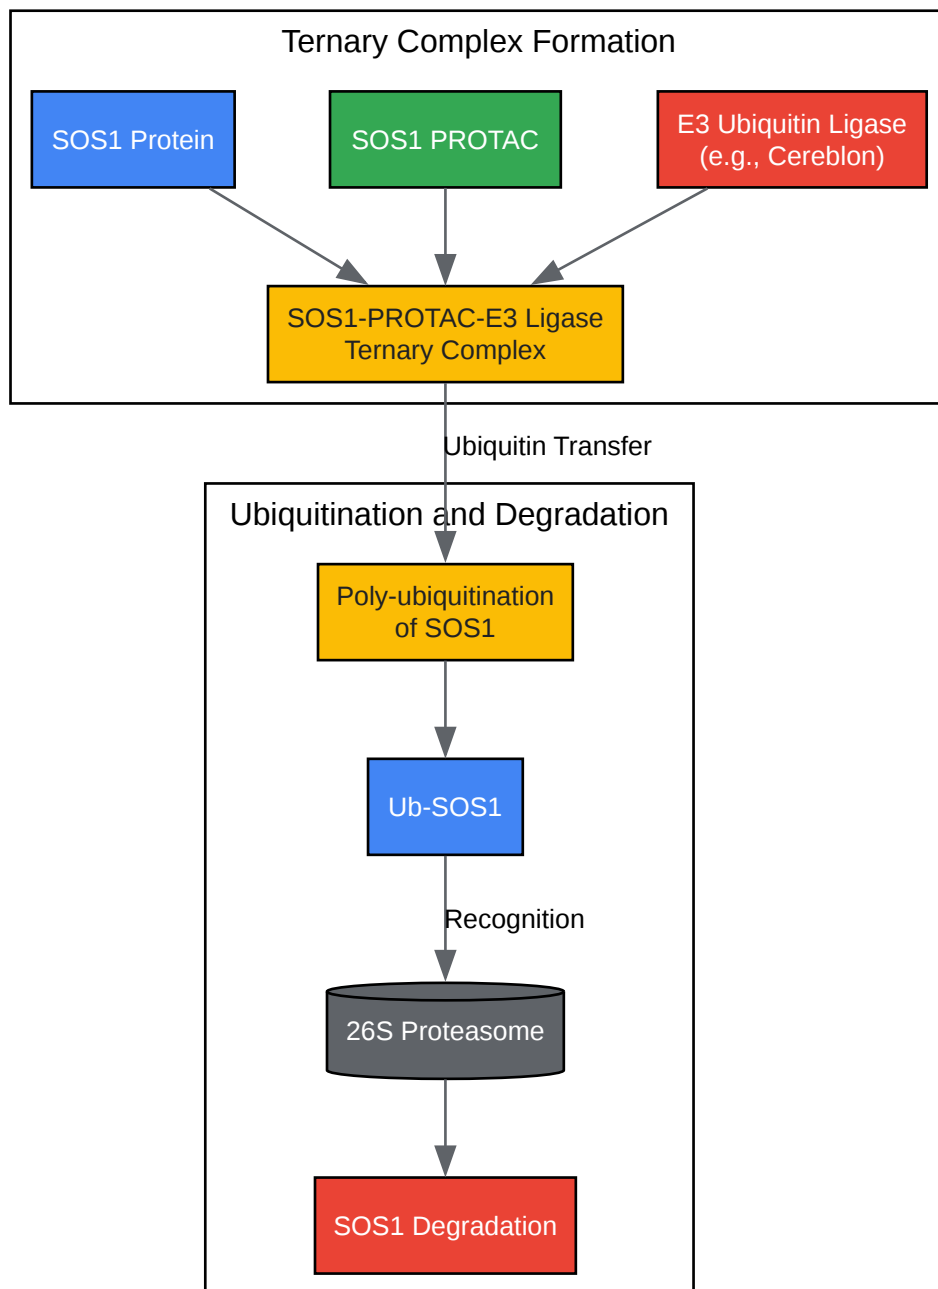 Ternary Complex Formation
SOS1 Protein
SOS1 PROTAC
E3 Ubiquitin Ligase
(e.g., Cereblon)
SOS1-PROTAC-E3 Ligase
Ternary Complex
Ubiquitin Transfer
Ubiquitination and Degradation
Poly-ubiquitination
of SOS1
Ub-SOS1
Recognition
26S Proteasome
SOS1 Degradation